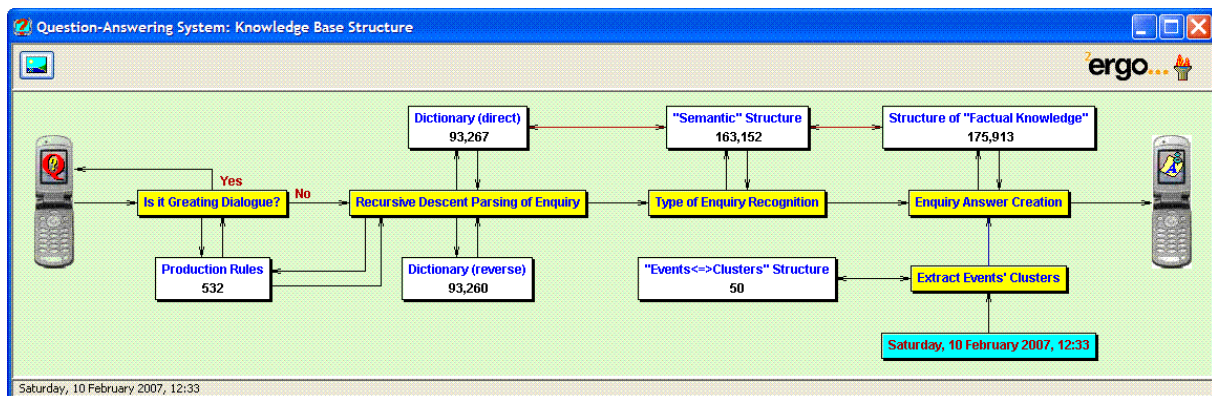 Question-Answering System: Knowledge Base Structure
2ergo...
Dictionary (direct)
93,267
"Semantic" Structure
163,152
Structure of "Factual Knowledge"
175,913
Q
Yes
A
Is it Greating Dialogue?
No
Recursive Descent Parsing of Enquiry
Type of Enquiry Recognition
Enquiry Answer Creation
Production Rules
532
Dictionary (reverse)
93,260
"Events<=>Clusters" Structure
50
Extract Events' Clusters
Saturday, 10 February 2007, 12:33
Saturday, 10 February 2007, 12:33